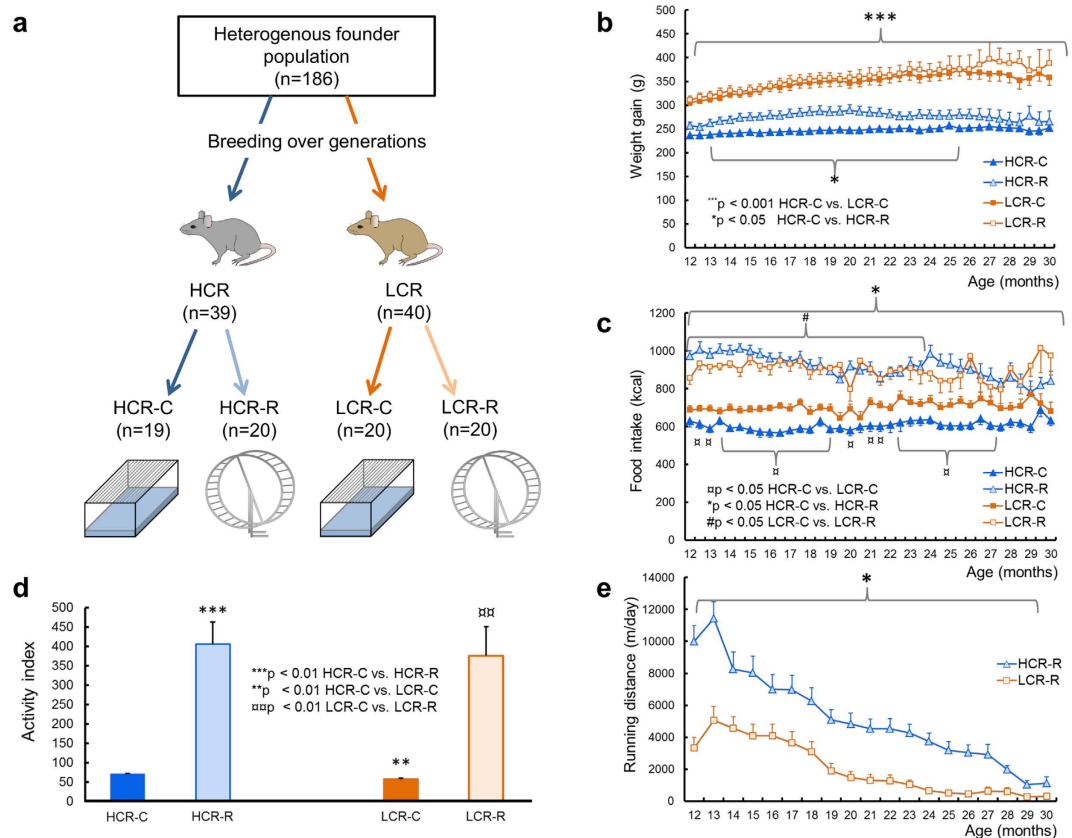 a
Heterogenous founder
population
(n=186)
Breeding over generations
HCR
(n=39)
LCR
(n=40)
HCR-C
(n=19)
HCR-R
(n=20)
LCR-C
(n=20)
LCR-R
(n=20)
b
Weight gain (g)
500
450
400
350
300
250
200
150
100
50
0
***
*
***p < 0.001 HCR-C vs. LCR-C
*p < 0.05 HCR-C vs. HCR-R
HCR-C
HCR-R
LCR-C
LCR-R
12 13 14 15 16 17 18 19 20 21 22 23 24 25 26 27 28 29 30
Age (months)
c
Food intake (kcal)
1200
1000
800
600
400
200
0
*
#
¤ ¤ ¤ ¤ ¤
¤ ¤
¤p < 0.05 HCR-C vs. LCR-C
*p < 0.05 HCR-C vs. HCR-R
#p < 0.05 LCR-C vs. LCR-R
HCR-C
HCR-R
LCR-C
LCR-R
12 13 14 15 16 17 18 19 20 21 22 23 24 25 26 27 28 29 30
Age (months)
d
Activity index
500
450
400
350
300
250
200
150
100
50
0
***
**
¤¤
***p < 0.01 HCR-C vs. HCR-R
**p < 0.01 HCR-C vs. LCR-C
¤¤p < 0.01 LCR-C vs. LCR-R
HCR-C HCR-R LCR-C LCR-R
e
Running distance (m/day)
14000
12000
10000
8000
6000
4000
2000
0
*
HCR-R
LCR-R
12 13 14 15 16 17 18 19 20 21 22 23 24 25 26 27 28 29 30
Age (months)